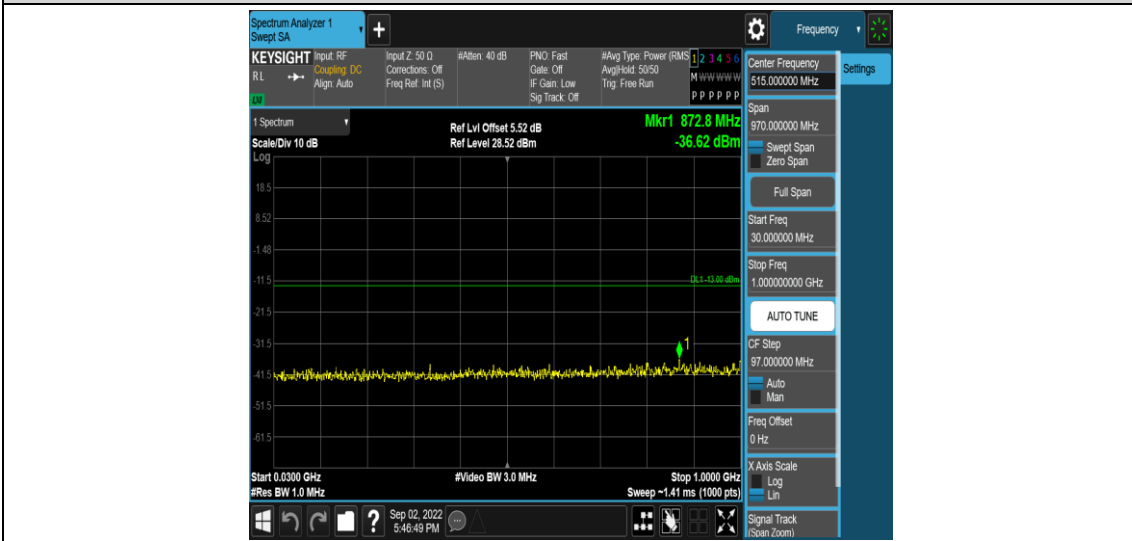 Spectrum Analyzer 1
Swept SA
+
Frequency
KEYSIGHT
RL
Input: RF
Coupling: DC
Align: Auto
Input Z: 50 Ω
Corrections: Off
Freq Ref: Int (S)
#Atten: 40 dB
PNO: Fast
Gate: Off
IF Gain: Low
Sig Track: Off
#Avg Type: Power (RMS
Avg|Hold: 50/50
Trig: Free Run
1 2 3 4 5 6
M W W W W W
P P P P P P
1 Spectrum
Scale/Div 10 dB
Log
Ref Lvl Offset 5.52 dB
Ref Level 28.52 dBm
Mkr1 872.8 MHz
-36.62 dBm
18.5
8.52
-1.48
-11.5
-21.5
-31.5
-41.5
-51.5
-61.5
DL1 -13.00 dBm
1
Start 0.0300 GHz
#Res BW 1.0 MHz
#Video BW 3.0 MHz
Stop 1.0000 GHz
Sweep ~1.41 ms (1000 pts)
?
Sep 02, 2022
5:46:49 PM
Center Frequency
515.000000 MHz
Settings
Span
970.000000 MHz
Swept Span
Zero Span
Full Span
Start Freq
30.000000 MHz
Stop Freq
1.000000000 GHz
AUTO TUNE
CF Step
97.000000 MHz
Auto
Man
Freq Offset
0 Hz
X Axis Scale
Log
Lin
Signal Track
(Span Zoom)